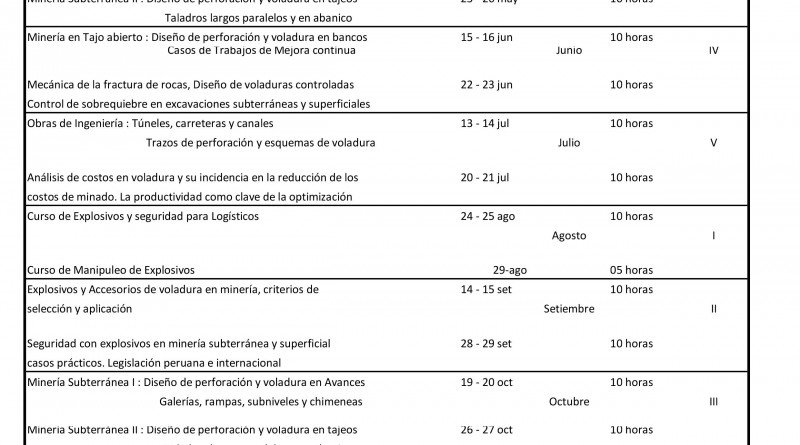 Minería Subterránea II : Diseño de perforación y voladura en tajeos 25 - 26 may 10 horas
Taladros largos paralelos y en abanico
Minería en Tajo abierto : Diseño de perforación y voladura en bancos 15 - 16 jun 10 horas
Casos de Trabajos de Mejora continua Junio IV
Mecánica de la fractura de rocas, Diseño de voladuras controladas 22 - 23 jun 10 horas
Control de sobrequiebre en excavaciones subterráneas y superficiales
Obras de Ingeniería : Túneles, carreteras y canales 13 - 14 jul 10 horas
Trazos de perforación y esquemas de voladura Julio V
Análisis de costos en voladura y su incidencia en la reducción de los 20 - 21 jul 10 horas
costos de minado. La productividad como clave de la optimización
Curso de Explosivos y seguridad para Logísticos 24 - 25 ago 10 horas
Agosto I
Curso de Manipuleo de Explosivos 29-ago 05 horas
Explosivos y Accesorios de voladura en minería, criterios de 14 - 15 set 10 horas
selección y aplicación Setiembre II
Seguridad con explosivos en minería subterránea y superficial 28 - 29 set 10 horas
casos prácticos. Legislación peruana e internacional
Minería Subterránea I : Diseño de perforación y voladura en Avances 19 - 20 oct 10 horas
Galerías, rampas, subniveles y chimeneas Octubre III
Minería Subterránea II : Diseño de perforación y voladura en tajeos 26 - 27 oct 10 horas